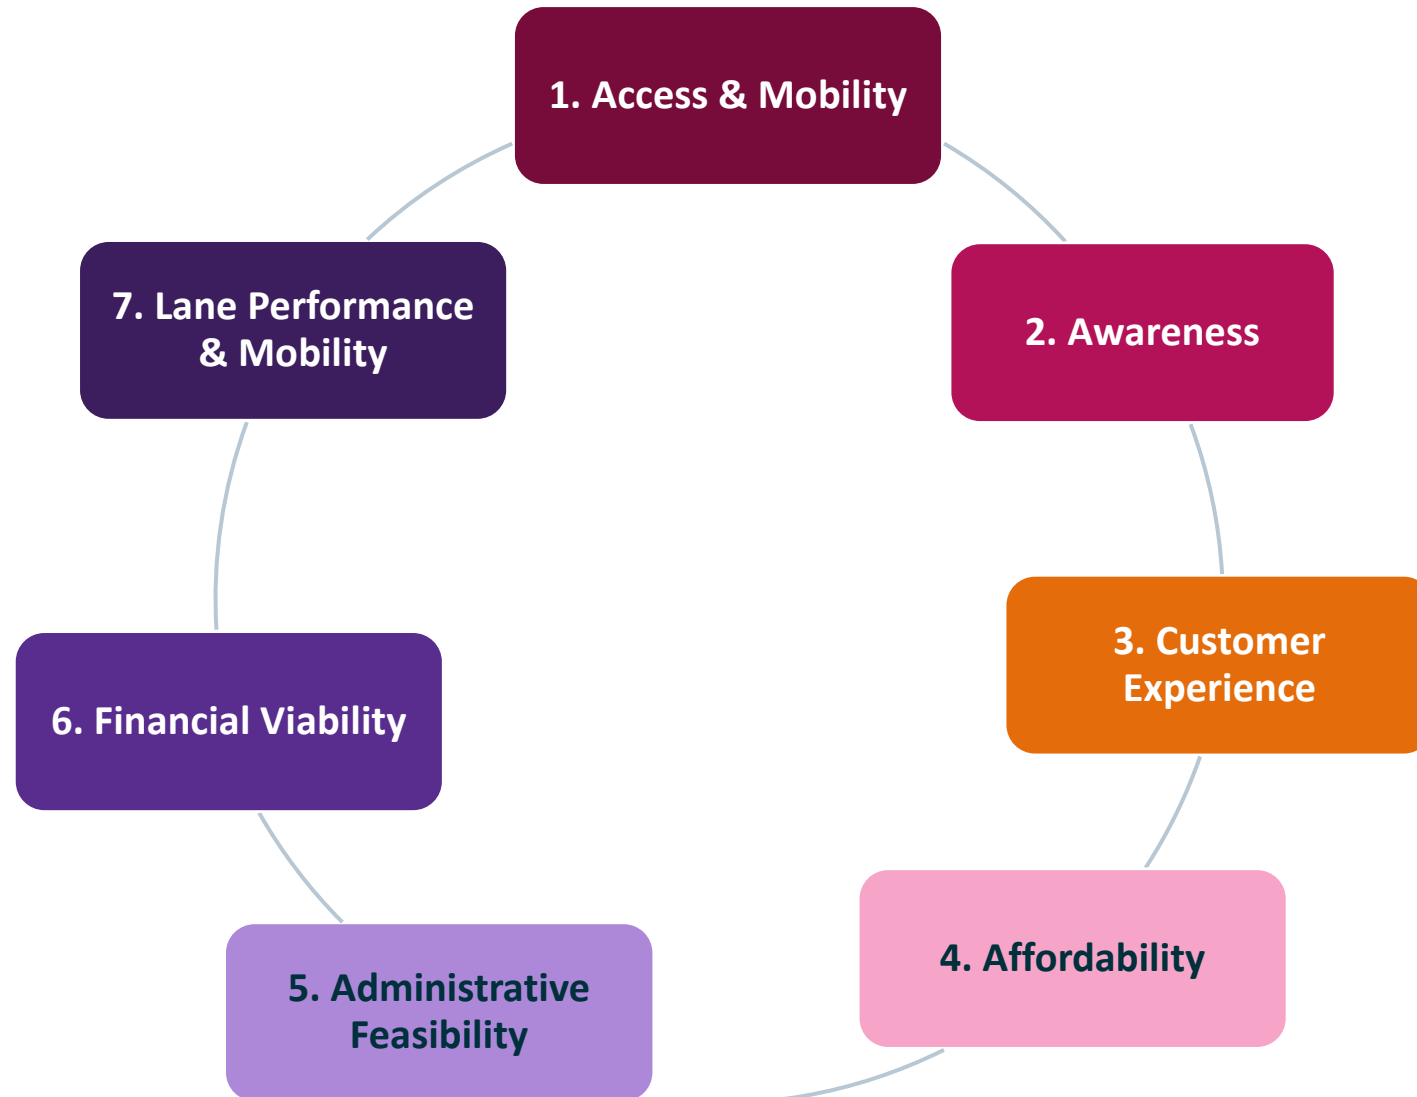 1. Access & Mobility
2. Awareness
3. Customer
Experience
4. Affordability
5. Administrative
Feasibility
6. Financial Viability
7. Lane Performance
& Mobility